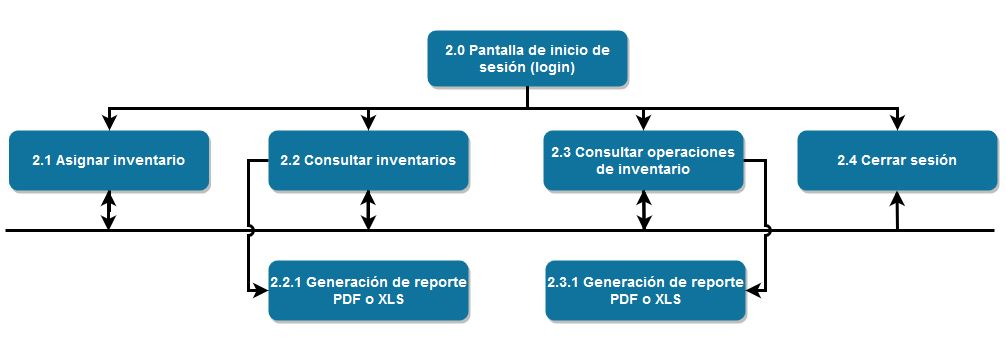 2.0 Pantalla de inicio de
sesión (login)
2.1 Asignar inventario
2.2 Consultar inventarios
2.3 Consultar operaciones
de inventario
2.4 Cerrar sesión
2.2.1 Generación de reporte
PDF o XLS
2.3.1 Generación de reporte
PDF o XLS